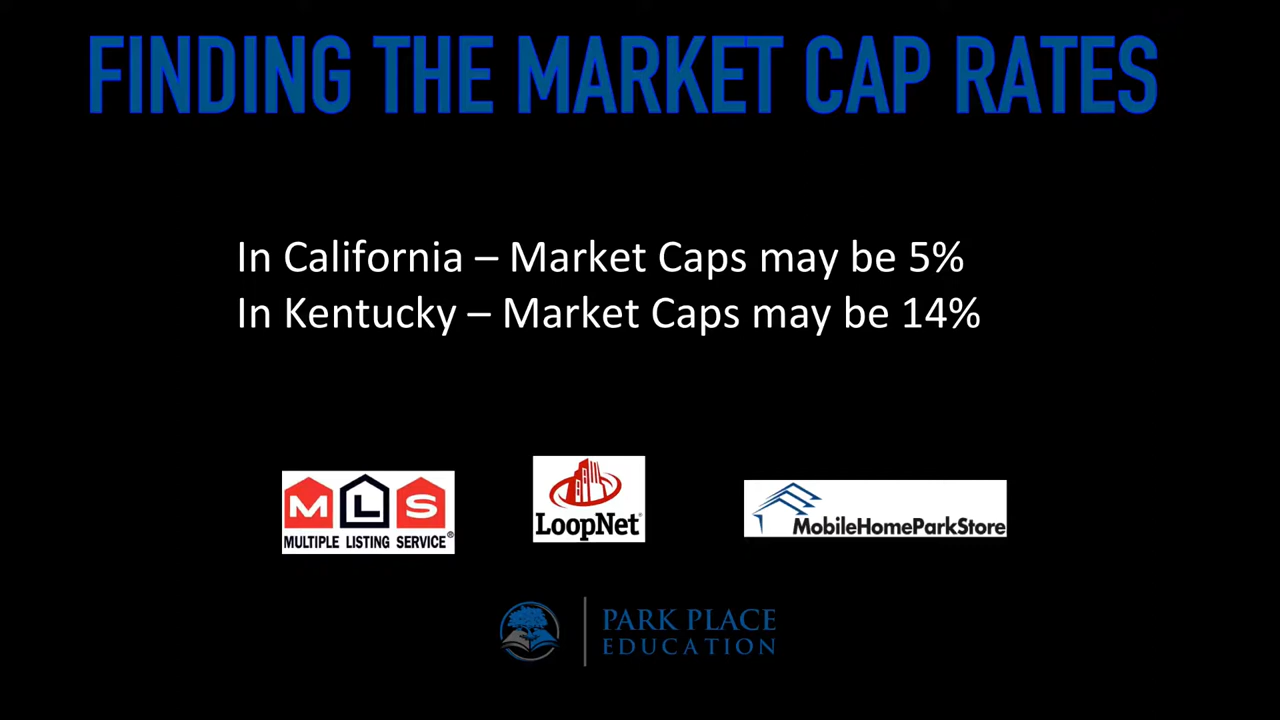 FINDING THE MARKET CAP RATES
In California – Market Caps may be 5%
In Kentucky – Market Caps may be 14%
MLS
MULTIPLE LISTING SERVICE®
LoopNet®
MobileHomeParkStore
PARK PLACE
EDUCATION